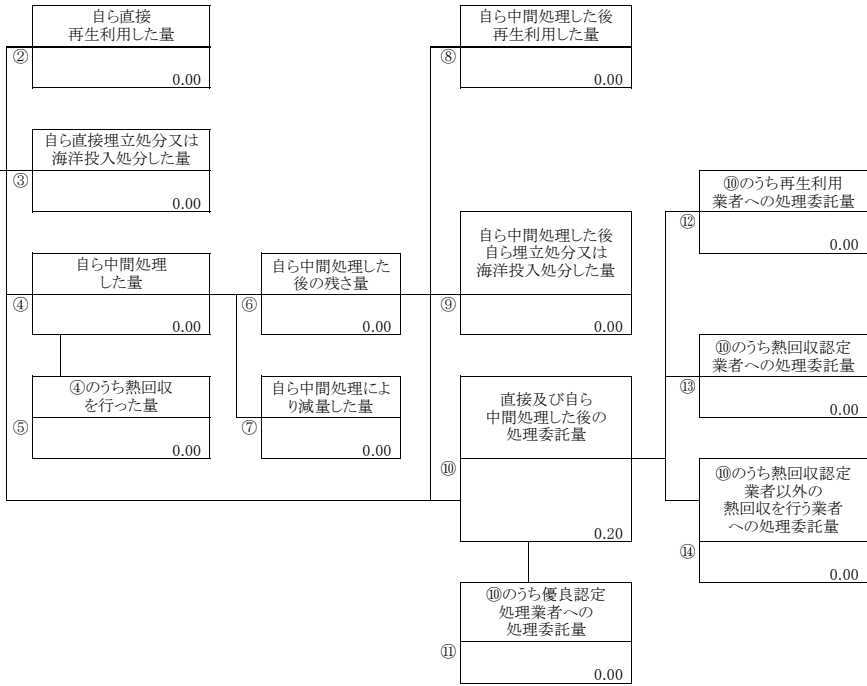 自ら直接
再生利用した量
②
0.00
自ら直接埋立処分又は
海洋投入処分した量
③
0.00
自ら中間処理
した量
④
0.00
④のうち熱回収
を行った量
⑤
0.00
自ら中間処理した
後の残さ量
⑥
0.00
自ら中間処理によ
り減量した量
⑦
0.00
自ら中間処理した後
再生利用した量
⑧
0.00
自ら中間処理した後
自ら埋立処分又は
海洋投入処分した量
⑨
0.00
直接及び自ら
中間処理した後の
処理委託量
⑩
0.20
⑩のうち優良認定
処理業者への
処理委託量
⑪
0.00
⑩のうち再生利用
業者への処理委託量
⑫
0.00
⑩のうち熱回収認定
業者への処理委託量
⑬
0.00
⑩のうち熱回収認定
業者以外の
熱回収を行う業者
への処理委託量
⑭
0.00